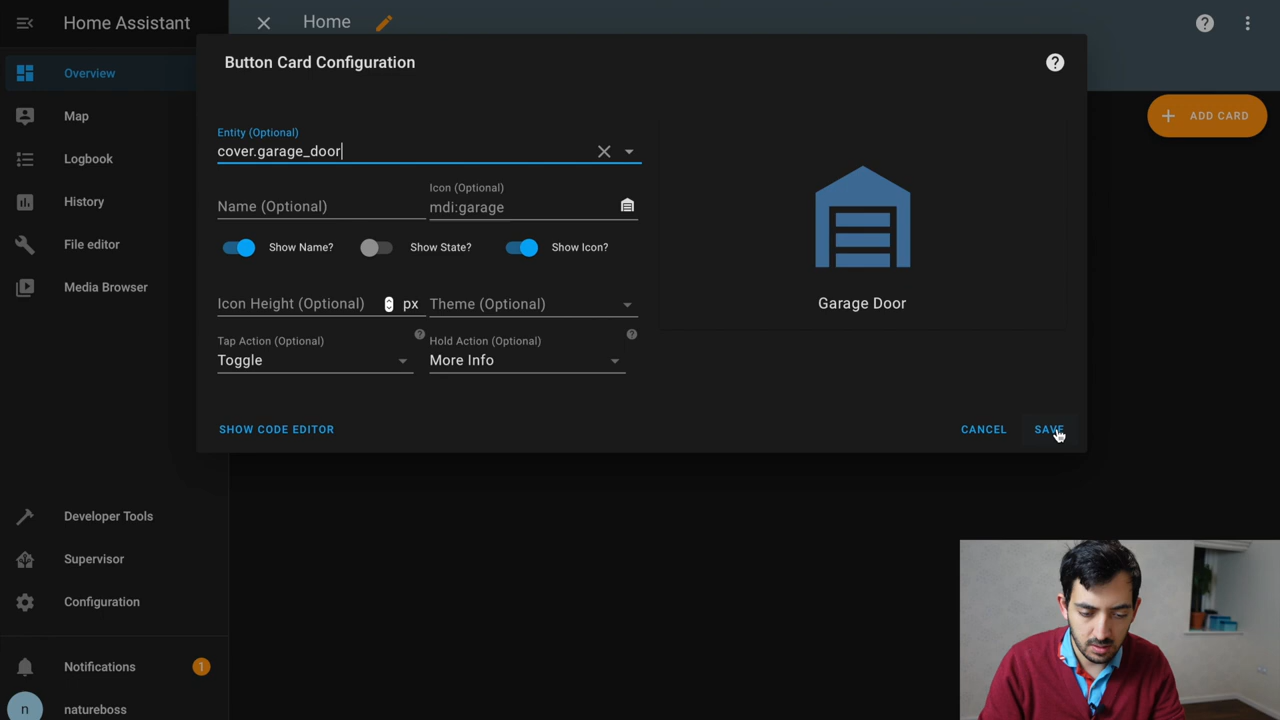 Home Assistant
Home
Overview
Map
Logbook
History
File editor
Media Browser
Developer Tools
Supervisor
Configuration
Notifications
1
n
natureboss
ADD CARD
Button Card Configuration
Entity (Optional)
cover.garage_door
Name (Optional)
Icon (Optional)
mdi:garage
Show Name?
Show State?
Show Icon?
Icon Height (Optional)
px
Theme (Optional)
Tap Action (Optional)
Toggle
Hold Action (Optional)
More Info
Garage Door
SHOW CODE EDITOR
CANCEL
SAVE